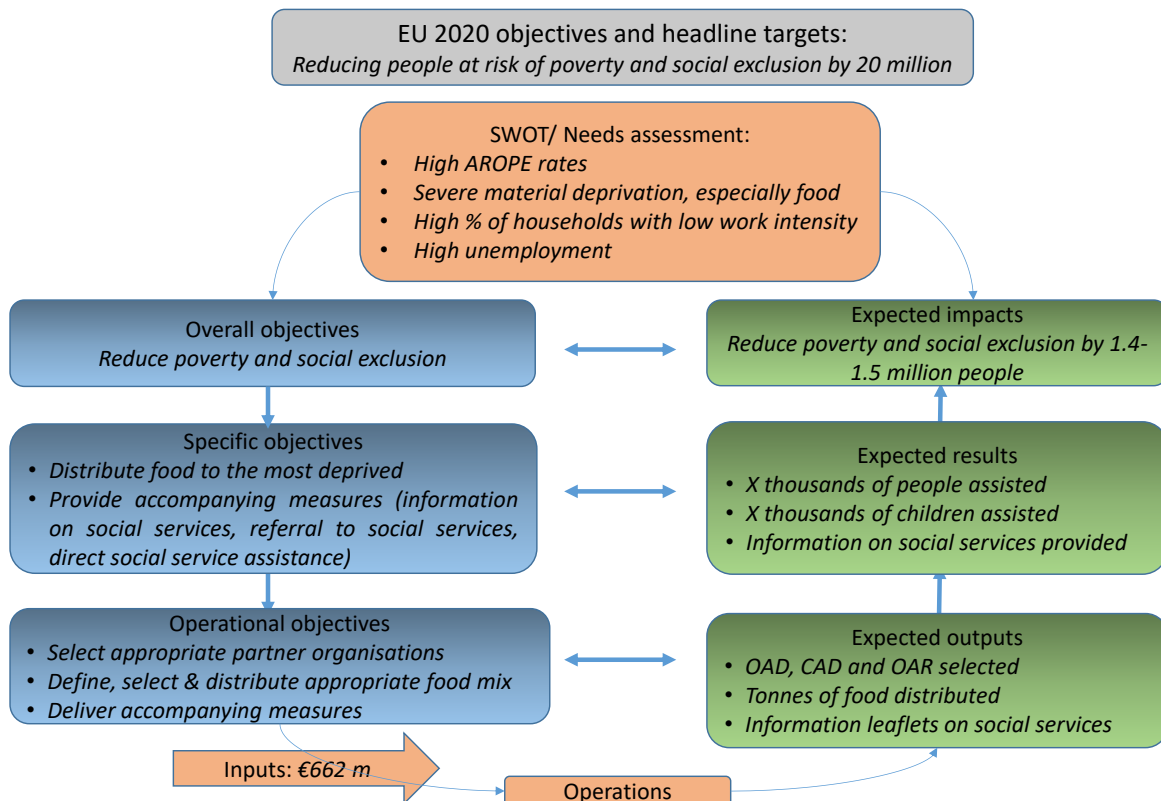 EU 2020 objectives and headline targets:
Reducing people at risk of poverty and social exclusion by 20 million
SWOT/ Needs assessment:
• High AROPE rates
• Severe material deprivation, especially food
• High % of households with low work intensity
• High unemployment
Overall objectives
Reduce poverty and social exclusion
Expected impacts
Reduce poverty and social exclusion by 1.4-
1.5 million people
Specific objectives
• Distribute food to the most deprived
• Provide accompanying measures (information
on social services, referral to social services,
direct social service assistance)
Expected results
• X thousands of people assisted
• X thousands of children assisted
• Information on social services provided
Operational objectives
• Select appropriate partner organisations
• Define, select & distribute appropriate food mix
• Deliver accompanying measures
Expected outputs
• OAD, CAD and OAR selected
• Tonnes of food distributed
• Information leaflets on social services
Inputs: €662 m
Operations